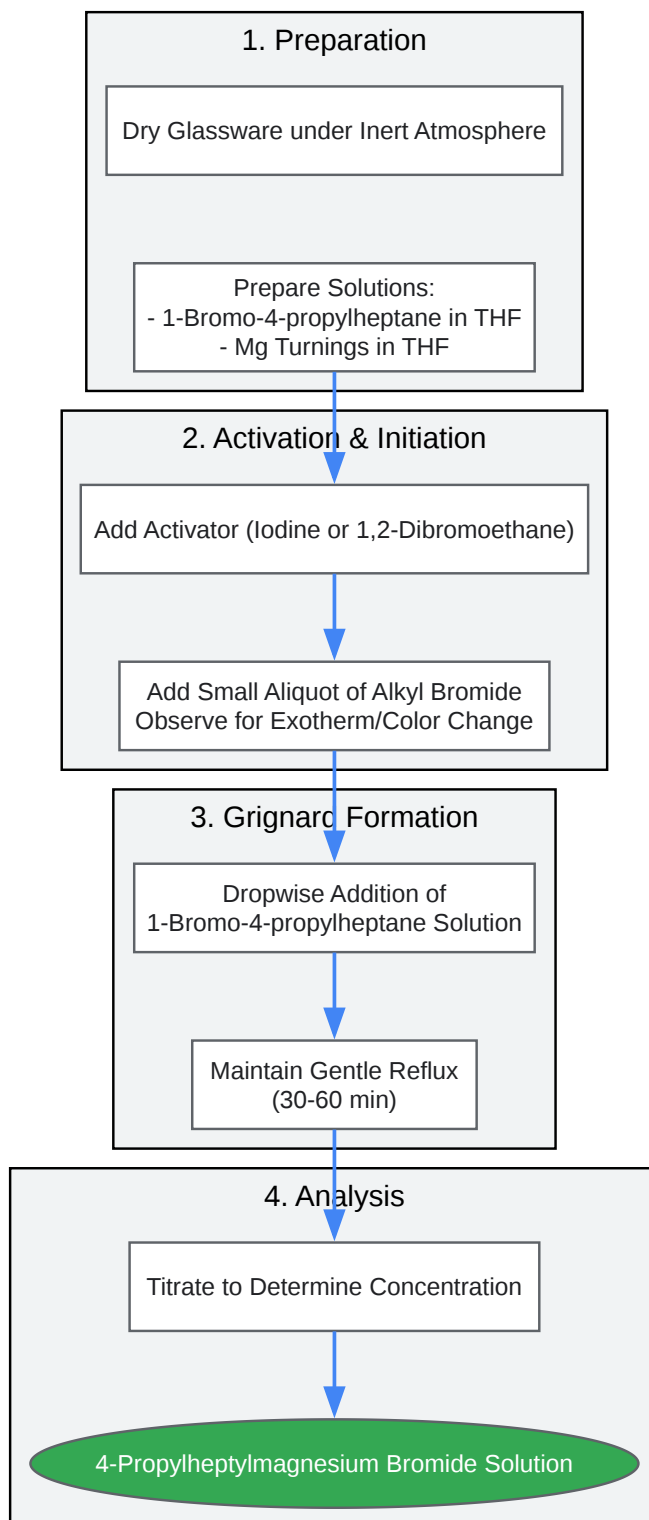 1. Preparation
Dry Glassware under Inert Atmosphere
Prepare Solutions:
- 1-Bromo-4-propylheptane in THF
- Mg Turnings in THF
2. Activation & Initiation
Add Activator (Iodine or 1,2-Dibromoethane)
Add Small Aliquot of Alkyl Bromide
Observe for Exotherm/Color Change
3. Grignard Formation
Dropwise Addition of
1-Bromo-4-propylheptane Solution
Maintain Gentle Reflux
(30-60 min)
4. Analysis
Titrate to Determine Concentration
4-Propylheptylmagnesium Bromide Solution